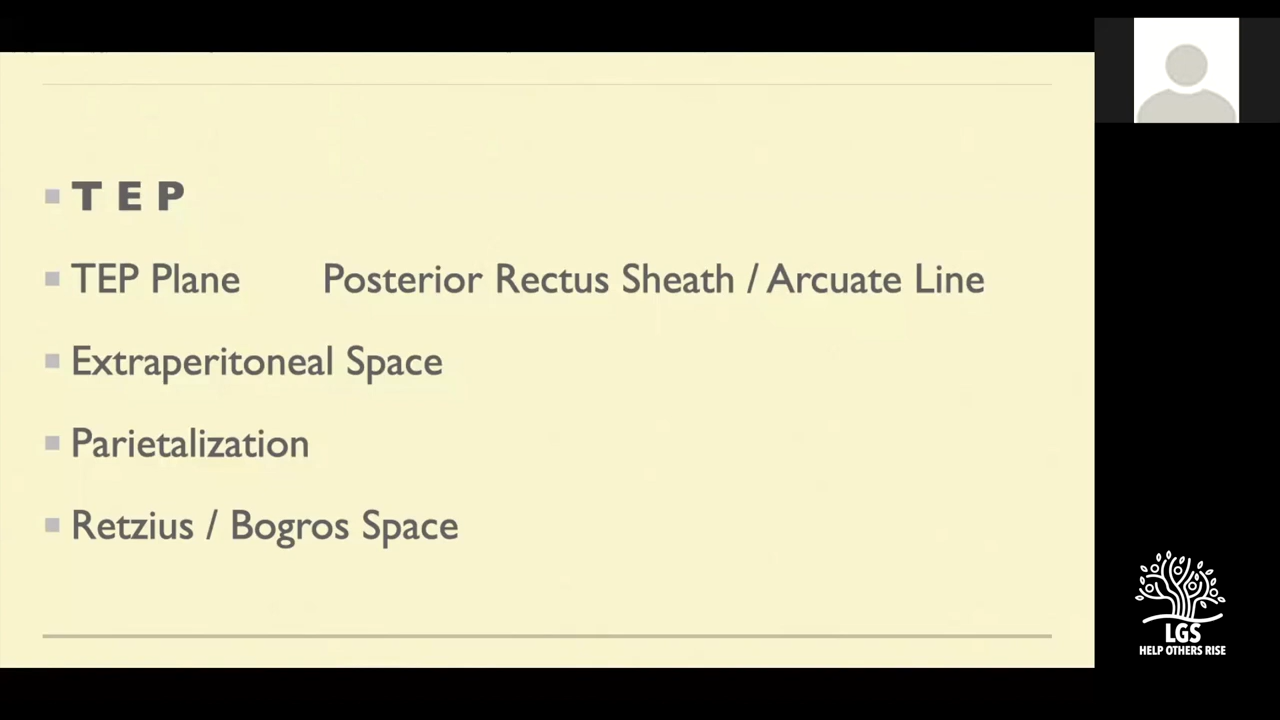 T E P
TEP Plane Posterior Rectus Sheath / Arcuate Line
Extraperitoneal Space
Parietalization
Retzius / Bogros Space
LGS
HELP OTHERS RISE